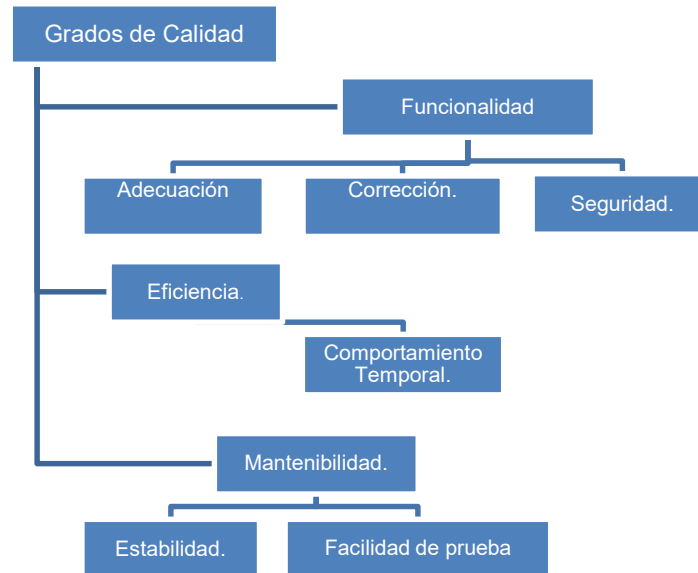 Grados de Calidad
Funcionalidad
Adecuación
Corrección.
Seguridad.
Eficiencia.
Comportamiento
Temporal.
Mantenibilidad.
Estabilidad.
Facilidad de prueba